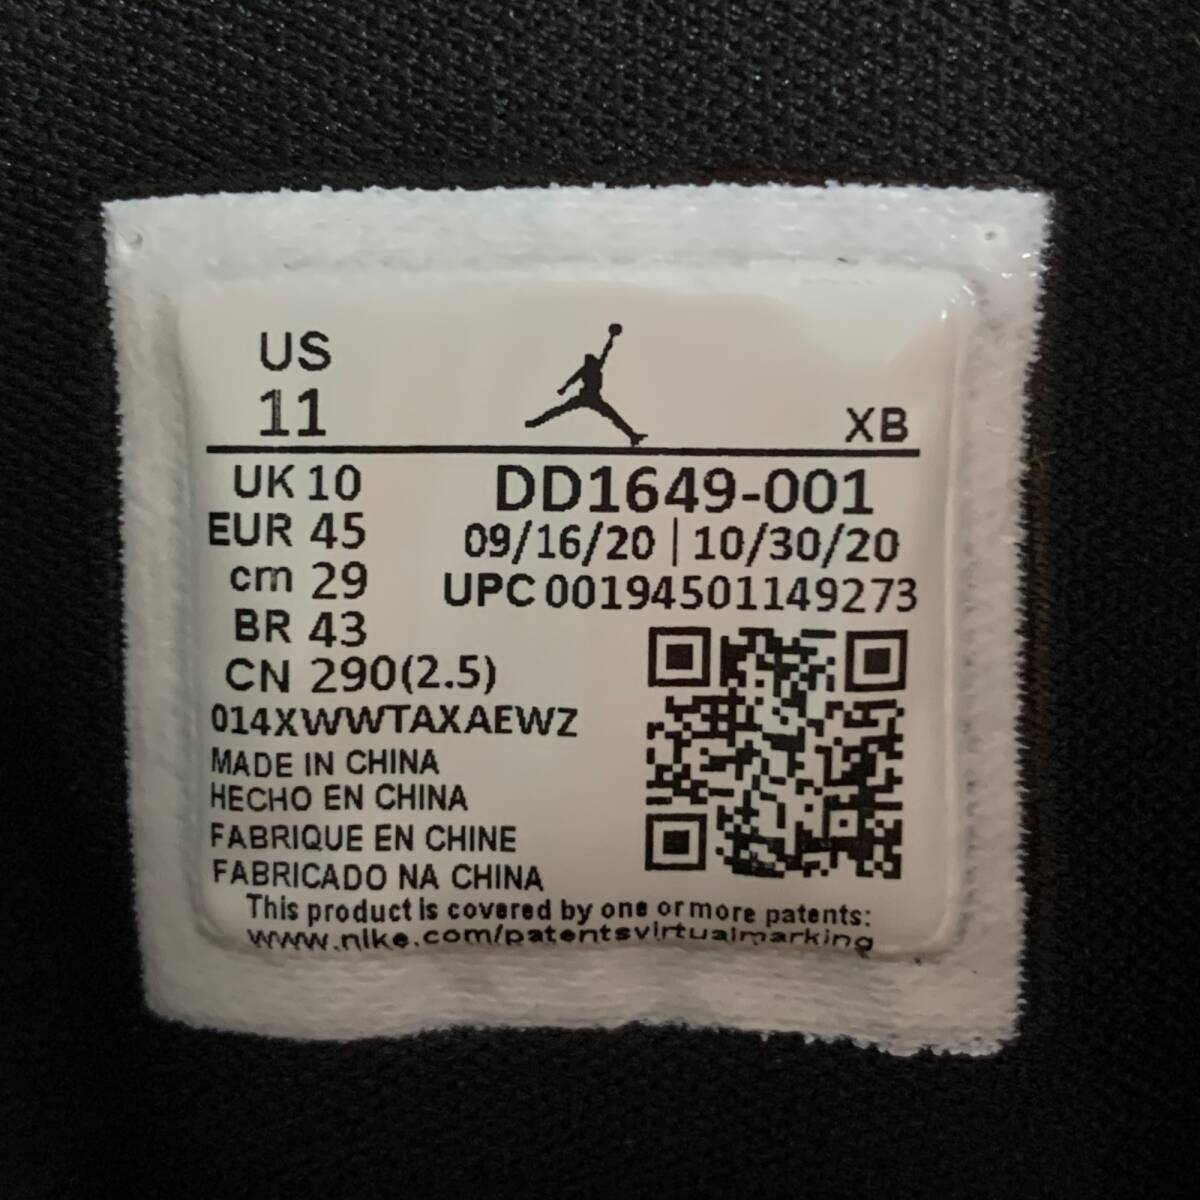 US
11
XB
UK 10
EUR 45
cm 29
BR 43
CN 290(2.5)
DD1649-001
09/16/20 | 10/30/20
UPC 00194501149273
014XWWTAXAEWZ
MADE IN CHINA
HECHO EN CHINA
FABRIQUE EN CHINE
FABRICADO NA CHINA
This product is covered by one or more patents:
www.nike.com/patentsvirtualmarking